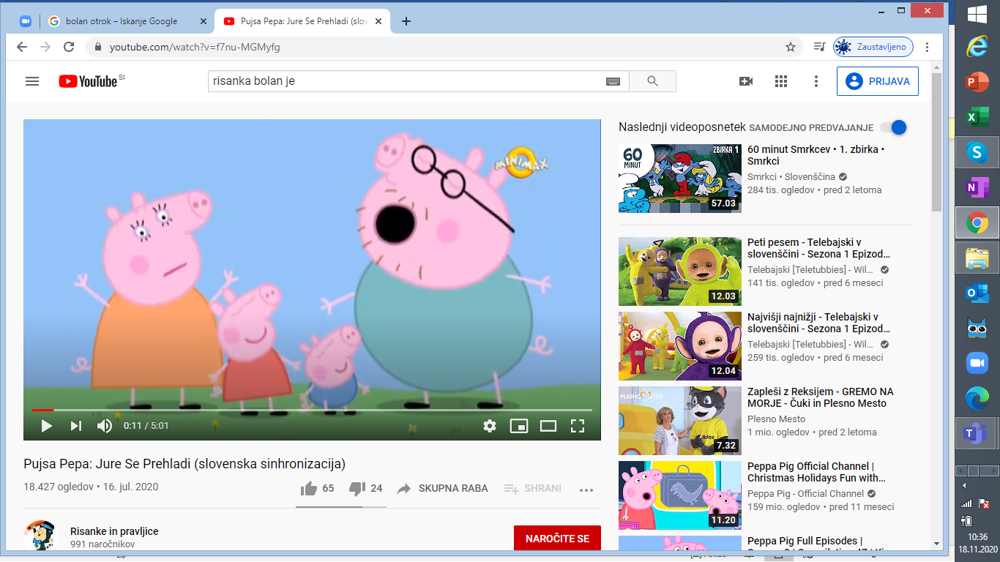 bolan otrok – Iskanje Google
Pujsa Pepa: Jure Se Prehladi (slov
youtube.com/watch?v=f7nu-MGMyfg
Zaustavljeno
YouTube SI
risanka bolan je
PRIJAVA
MINIMAX
0:11 / 5:01
Pujsa Pepa: Jure Se Prehladi (slovenska sinhronizacija)
18.427 ogledov • 16. jul. 2020
65
24
SKUPNA RABA
SHRANI
Risanke in pravljice
991 naročnikov
NAROČITE SE
Naslednji videoposnetek
SAMODEJNO PREDVAJANJE
60 MINUT
ZBIRKA 1
57.03
60 minut Smrkcev • 1. zbirka •
Smrkci
Smrkci • Slovenščina
284 tis. ogledov • pred 2 letoma
12.03
Peti pesem - Telebajski v
slovenščini - Sezona 1 Epizod...
Telebajski [Teletubbies] - Wil...
141 tis. ogledov • pred 6 meseci
12.04
Najvišji najnižji - Telebajski v
slovenščini - Sezona 1 Epizod...
Telebajski [Teletubbies] - Wil...
259 tis. ogledov • pred 6 meseci
PLESNO MESTO
Relax
7.32
Zapleši z Reksijem - GREMO NA
MORJE - Čuki in Plesno Mesto
Plesno Mesto
1 mio. ogledov • pred 2 letoma
11.20
Peppa Pig Official Channel |
Christmas Holidays Fun with...
Peppa Pig - Official Channel
159 mio. ogledov • pred 11 meseci
Peppa Pig Full Episodes |
10:36
18.11.2020